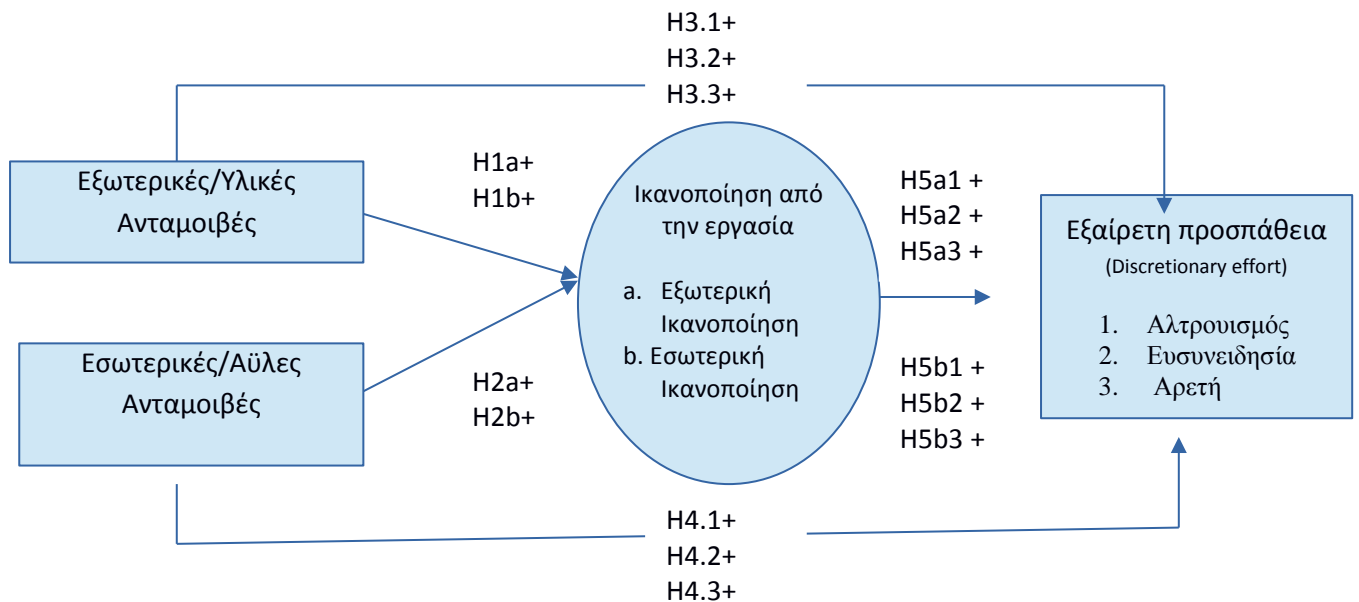 H3.1+
H3.2+
H3.3+
Εξωτερικές/Υλικές
Ανταμοιβές
H1a+
H1b+
Ικανοποίηση από
την εργασία
a. Εξωτερική
Ικανοποίηση
b. Εσωτερική
Ικανοποίηση
H5a1 +
H5a2 +
H5a3 +
Εξαίρετη προσπάθεια
(Discretionary effort)
1. Αλτρουισμός
2. Ευσυνειδησία
3. Αρετή
Εσωτερικές/Αϋλες
Ανταμοιβές
H2a+
H2b+
H5b1 +
H5b2 +
H5b3 +
H4.1+
H4.2+
H4.3+